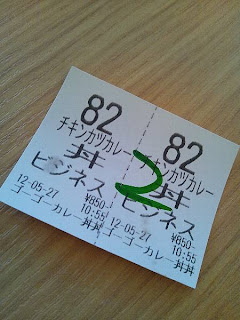 82
チキンカツカレー
丼
ビジネス
¥850-
12-05-27 10:55
ゴーゴーカレー丼丼
2
82
チキンカツカレー
丼
ビジネス
¥850-
12-05-27 10:55
ゴーゴーカレー丼丼